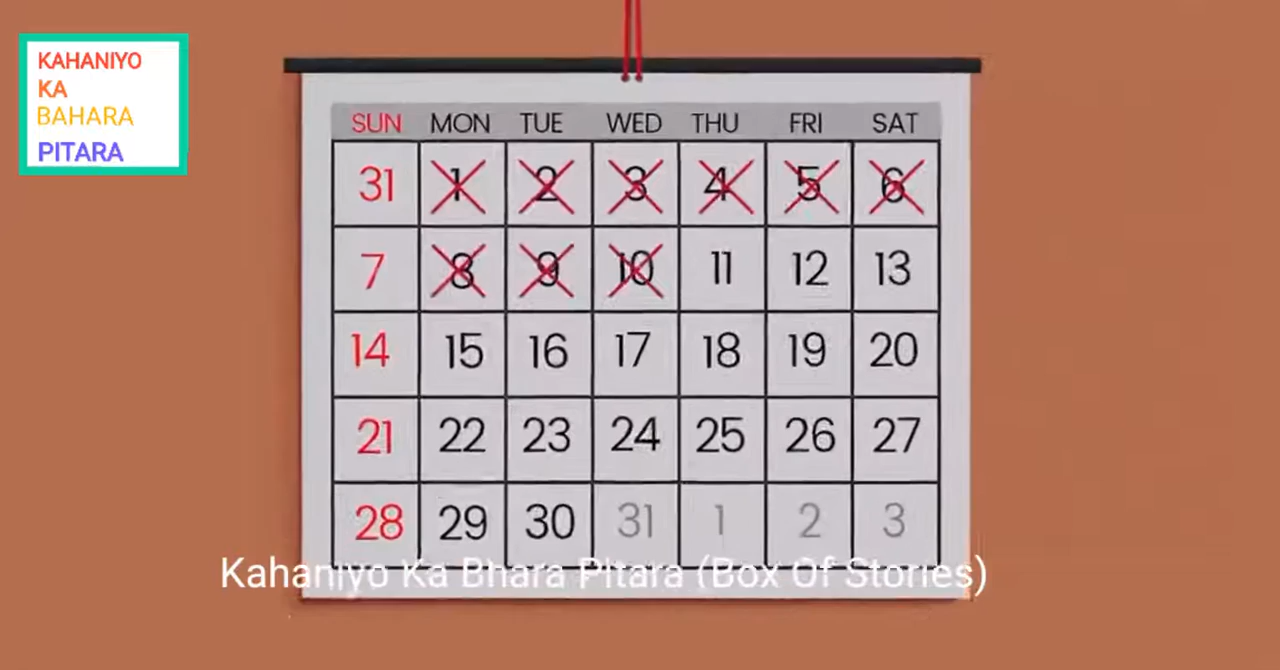 KAHANIYO
KA
BAHARA
PITARA
SUN MON TUE WED THU FRI SAT
31 1 2 3 4 5 6
7 8 9 10 11 12 13
14 15 16 17 18 19 20
21 22 23 24 25 26 27
28 29 30 31 1 2 3
Kahaniyo Ka Bhara Pitara (Box Of Stories)